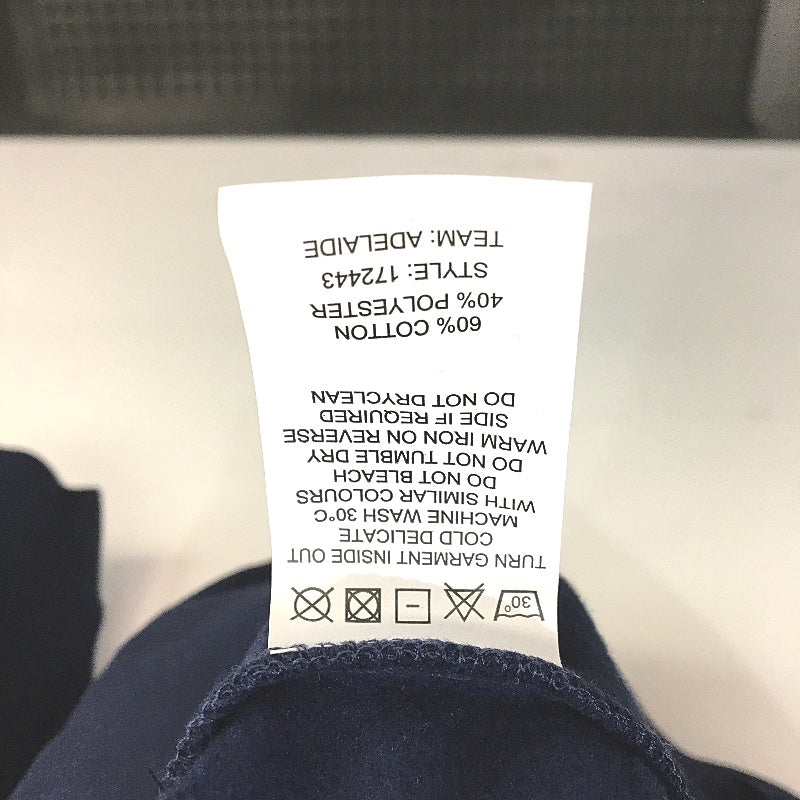 30°
TURN GARMENT INSIDE OUT
COLD DELICATE
MACHINE WASH 30°C
WITH SIMILAR COLOURS
DO NOT BLEACH
DO NOT TUMBLE DRY
WARM IRON ON REVERSE
SIDE IF REQUIRED
DO NOT DRYCLEAN
60% COTTON
40% POLYESTER
STYLE: 172443
TEAM: ADELAIDE